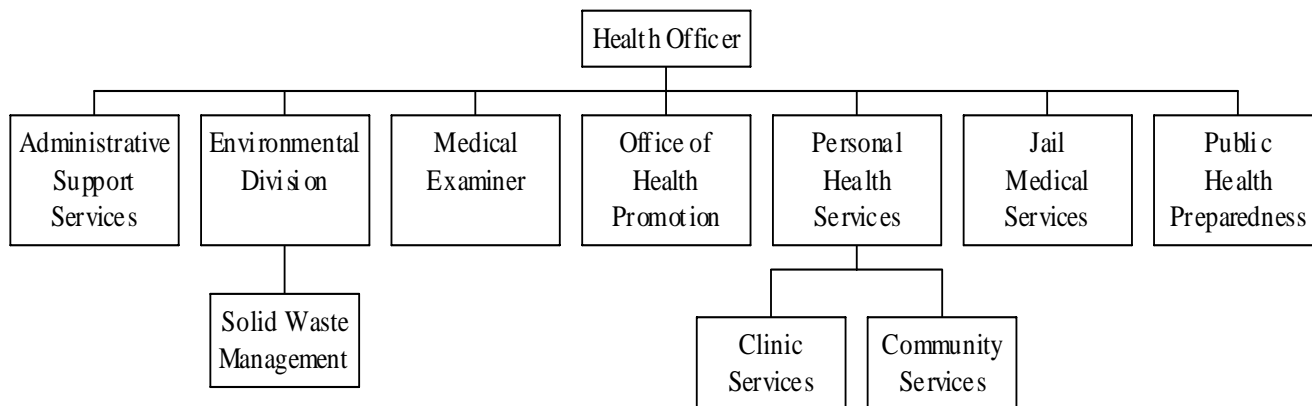 Health Officer
Administrative
Support
Services
Environmental
Division
Medical
Examiner
Office of
Health
Promotion
Personal
Health
Services
Jail
Medical
Services
Public
Health
Preparedness
Solid Waste
Management
Clinic
Services
Community
Services